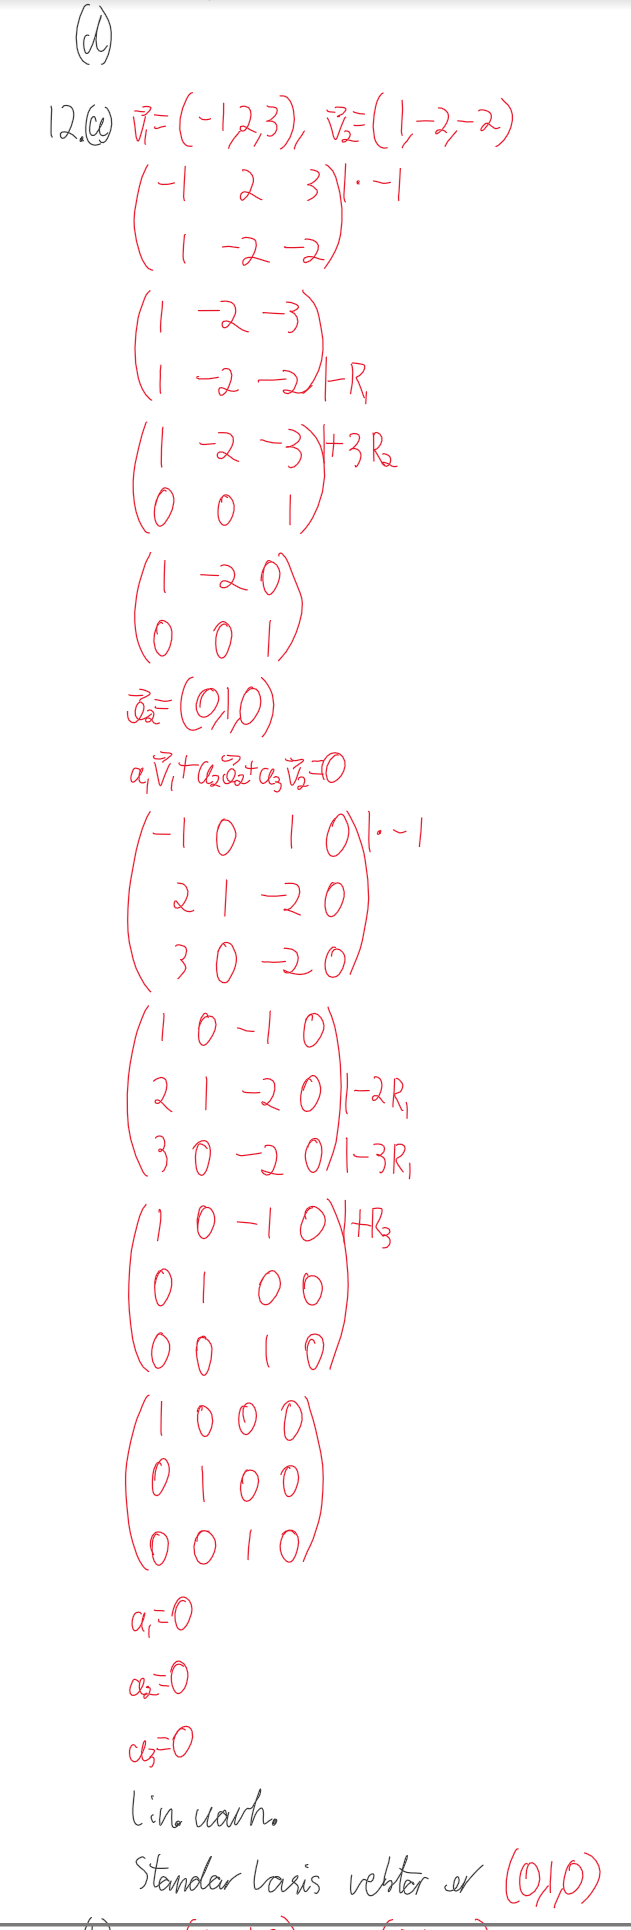 (d)
12.(a) v⃗₁=(-1,2,3), v⃗₂=(1,-2,-2)
(-1 2 3)|·-1
(1 -2 -2)
(1 -2 -3)
(1 -2 -2)|-R₁
(1 -2 -3)|+3R₂
(0 0 1)
(1 -2 0)
(0 0 1)
e⃗₂=(0,1,0)
a₁v⃗₁+a₂e⃗₂+a₃v⃗₂=0
(-1 0 1 0)|·-1
(2 1 -2 0)
(3 0 -2 0)
(1 0 -1 0)
(2 1 -2 0)|-2R₁
(3 0 -2 0)|-3R₁
(1 0 -1 0)|+R₃
(0 1 0 0)
(0 0 1 0)
(1 0 0 0)
(0 1 0 0)
(0 0 1 0)
a₁=0
a₂=0
a₃=0
lin. uavh.
Standar basis vektor er (0,1,0)